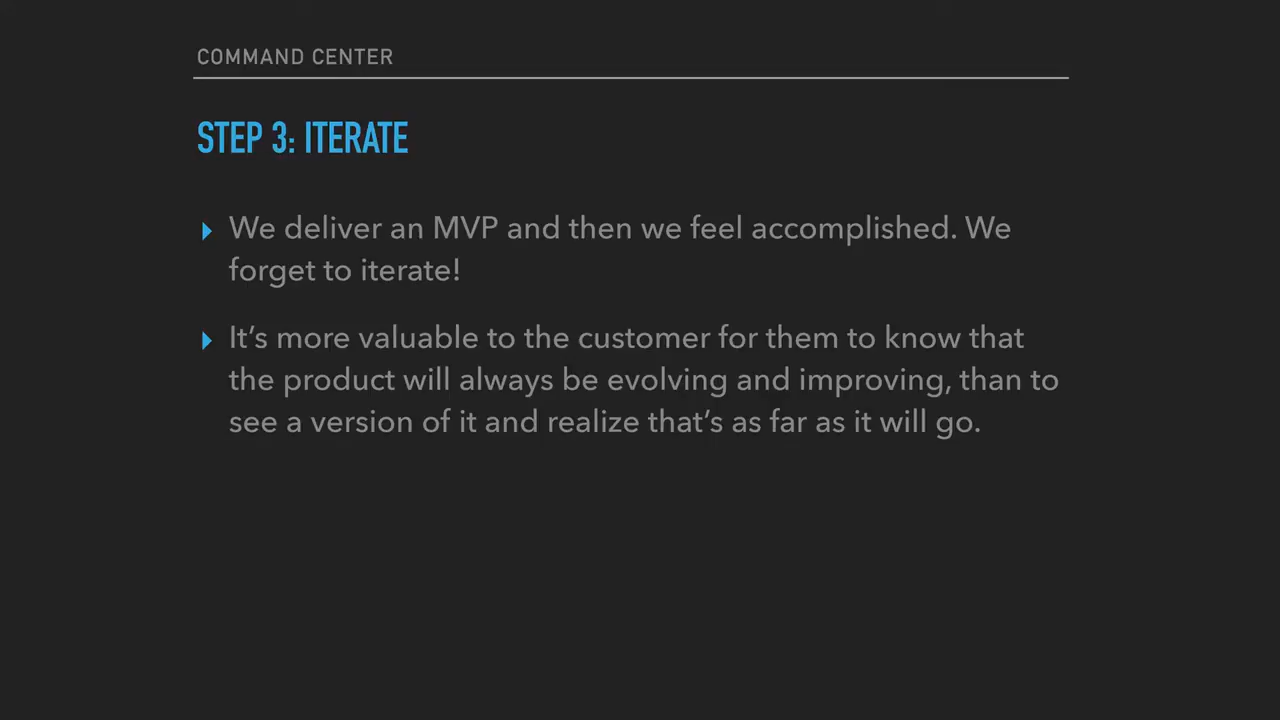 COMMAND CENTER
STEP 3: ITERATE
We deliver an MVP and then we feel accomplished. We
forget to iterate!
It’s more valuable to the customer for them to know that
the product will always be evolving and improving, than to
see a version of it and realize that’s as far as it will go.